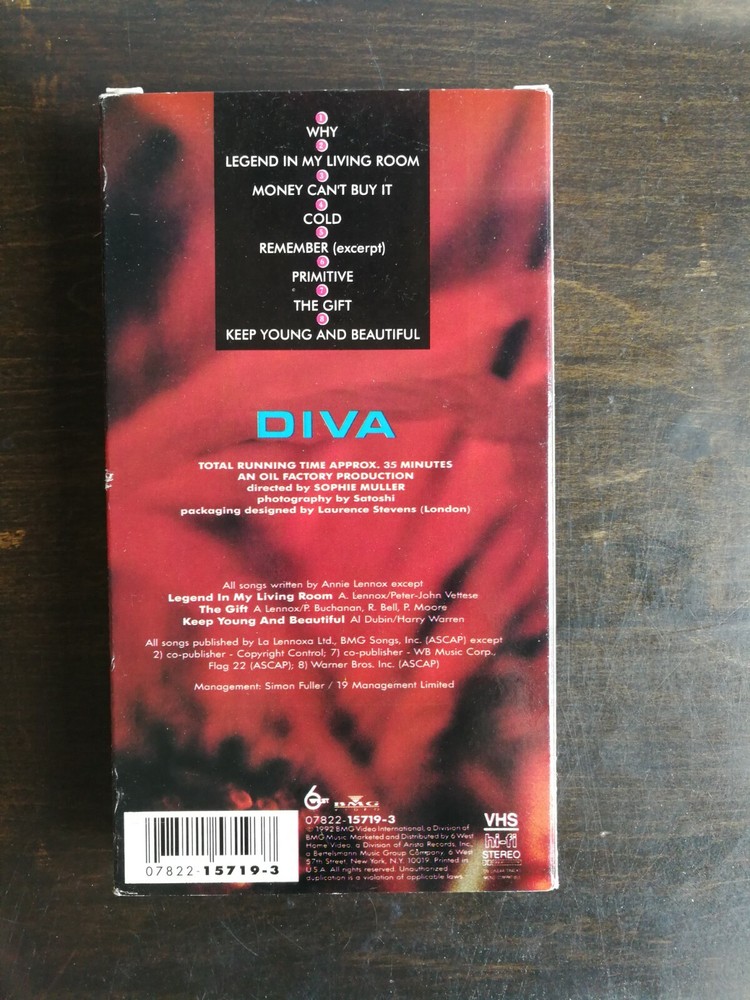 1
WHY
2
LEGEND IN MY LIVING ROOM
3
MONEY CAN'T BUY IT
4
COLD
5
REMEMBER (excerpt)
6
PRIMITIVE
7
THE GIFT
8
KEEP YOUNG AND BEAUTIFUL
DIVA
TOTAL RUNNING TIME APPROX. 35 MINUTES
AN OIL FACTORY PRODUCTION
directed by SOPHIE MULLER
photography by Satoshi
packaging designed by Laurence Stevens (London)
All songs written by Annie Lennox except
Legend In My Living Room A. Lennox/Peter-John Vettese
The Gift A Lennox/P. Buchanan, R. Bell, P. Moore
Keep Young And Beautiful Al Dubin/Harry Warren
All songs published by La Lennoxa Ltd., BMG Songs, Inc. (ASCAP) except
2) co-publisher - Copyright Control; 7) co-publisher - WB Music Corp.,
Flag 22 (ASCAP); 8) Warner Bros. Inc. (ASCAP)
Management: Simon Fuller / 19 Management Limited
6 WEST
BMG
VIDEO
07822-15719-3
© 1992 BMG Video International, a Division of
BMG Music. Marketed and Distributed by 6 West
Home Video, a Division of Arista Records, Inc.,
a Bertelsmann Music Group Company, 6 West
57th Street, New York, N.Y. 10019. Printed in
U.S.A. All rights reserved. Unauthorized
duplication is a violation of applicable laws.
VHS
hi-fi
STEREO
07822-15719-3